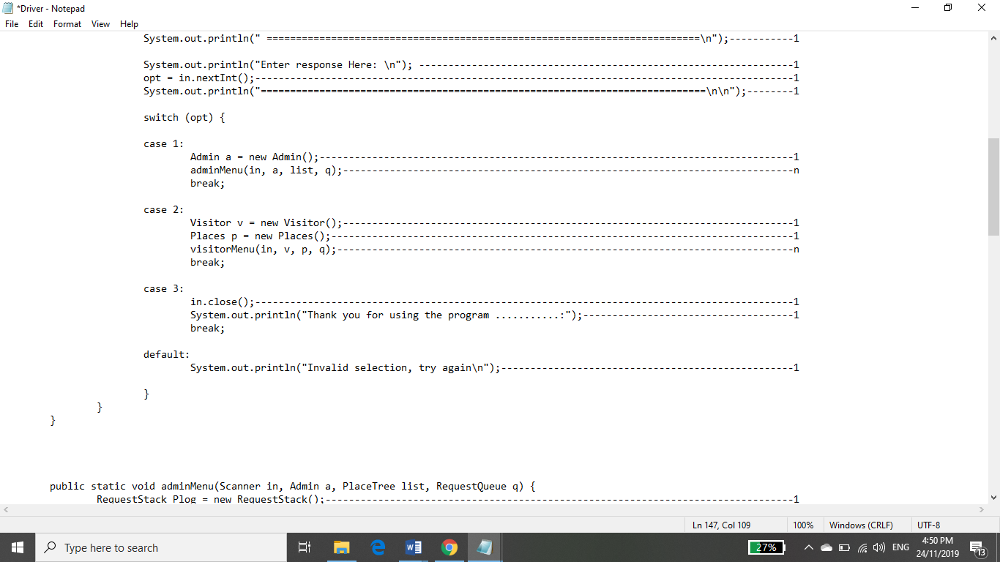 *Driver - Notepad
File Edit Format View Help
System.out.println(" ==========================================================================\n");-----------1
System.out.println("Enter response Here: \n"); ----------------------------------------------------------------1
opt = in.nextInt();--------------------------------------------------------------------------------------------1
System.out.println("============================================================================\n\n");--------1
switch (opt) {
case 1:
Admin a = new Admin();---------------------------------------------------------------------------------1
adminMenu(in, a, list, q);-----------------------------------------------------------------------------n
break;
case 2:
Visitor v = new Visitor();-----------------------------------------------------------------------------1
Places p = new Places();-------------------------------------------------------------------------------1
visitorMenu(in, v, p, q);------------------------------------------------------------------------------n
break;
case 3:
in.close();--------------------------------------------------------------------------------------------1
System.out.println("Thank you for using the program ...........:");------------------------------------1
break;
default:
System.out.println("Invalid selection, try again\n");--------------------------------------------------1
}
}
}
public static void adminMenu(Scanner in, Admin a, PlaceTree list, RequestQueue q) {
RequestStack Plog = new RequestStack();--------------------------------------------------------------------------------1
Ln 147, Col 109 100% Windows (CRLF) UTF-8
Type here to search
27% ENG 4:50 PM
24/11/2019 13